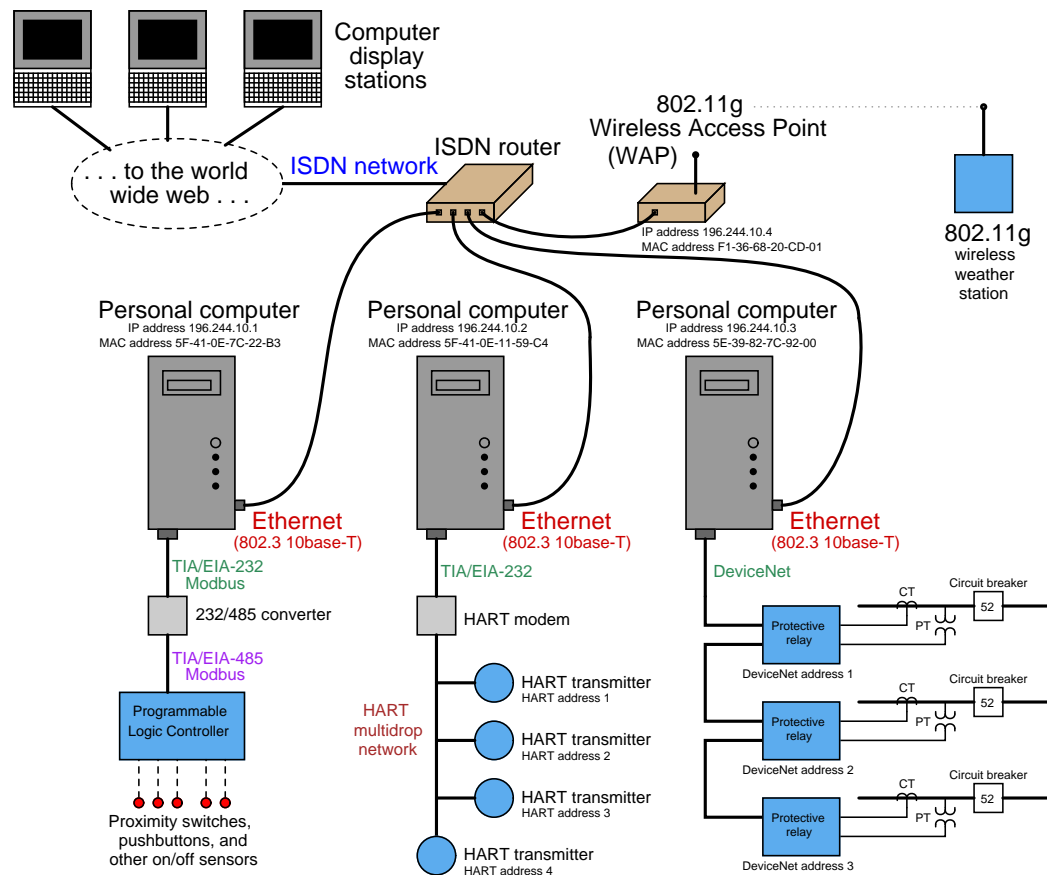 Computer
display
stations
. . . to the world
wide web . . .
ISDN network
ISDN router
802.11g
Wireless Access Point
(WAP)
IP address 196.244.10.4
MAC address F1-36-68-20-CD-01
802.11g
wireless
weather
station
Personal computer
IP address 196.244.10.1
MAC address 5F-41-0E-7C-22-B3
Personal computer
IP address 196.244.10.2
MAC address 5F-41-0E-11-59-C4
Personal computer
IP address 196.244.10.3
MAC address 5E-39-82-7C-92-00
Ethernet
(802.3 10base-T)
Ethernet
(802.3 10base-T)
Ethernet
(802.3 10base-T)
TIA/EIA-232
Modbus
232/485 converter
TIA/EIA-485
Modbus
Programmable
Logic Controller
Proximity switches,
pushbuttons, and
other on/off sensors
TIA/EIA-232
HART modem
HART
multidrop
network
HART transmitter
HART address 1
HART transmitter
HART address 2
HART transmitter
HART address 3
HART transmitter
HART address 4
DeviceNet
Protective
relay
DeviceNet address 1
CT
PT
Circuit breaker
52
Protective
relay
DeviceNet address 2
CT
PT
Circuit breaker
52
Protective
relay
DeviceNet address 3
CT
PT
Circuit breaker
52